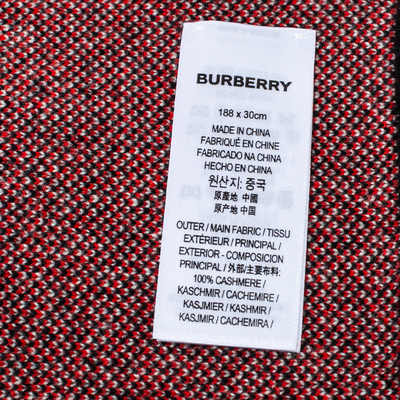 BURBERRY
188 x 30cm
MADE IN CHINA
FABRIQUÉ EN CHINE
FABRICADO NA CHINA
HECHO EN CHINA
원산지: 중국
原產地 中國
原产地 中国
OUTER / MAIN FABRIC / TISSU
EXTÉRIEUR / PRINCIPAL /
EXTERIOR - COMPOSICION
PRINCIPAL / 外部/主要布料:
100% CASHMERE /
KASCHMIR / CACHEMIRE /
KASJMIER / KASHMIR /
KASJMIR / CACHEMIRA /